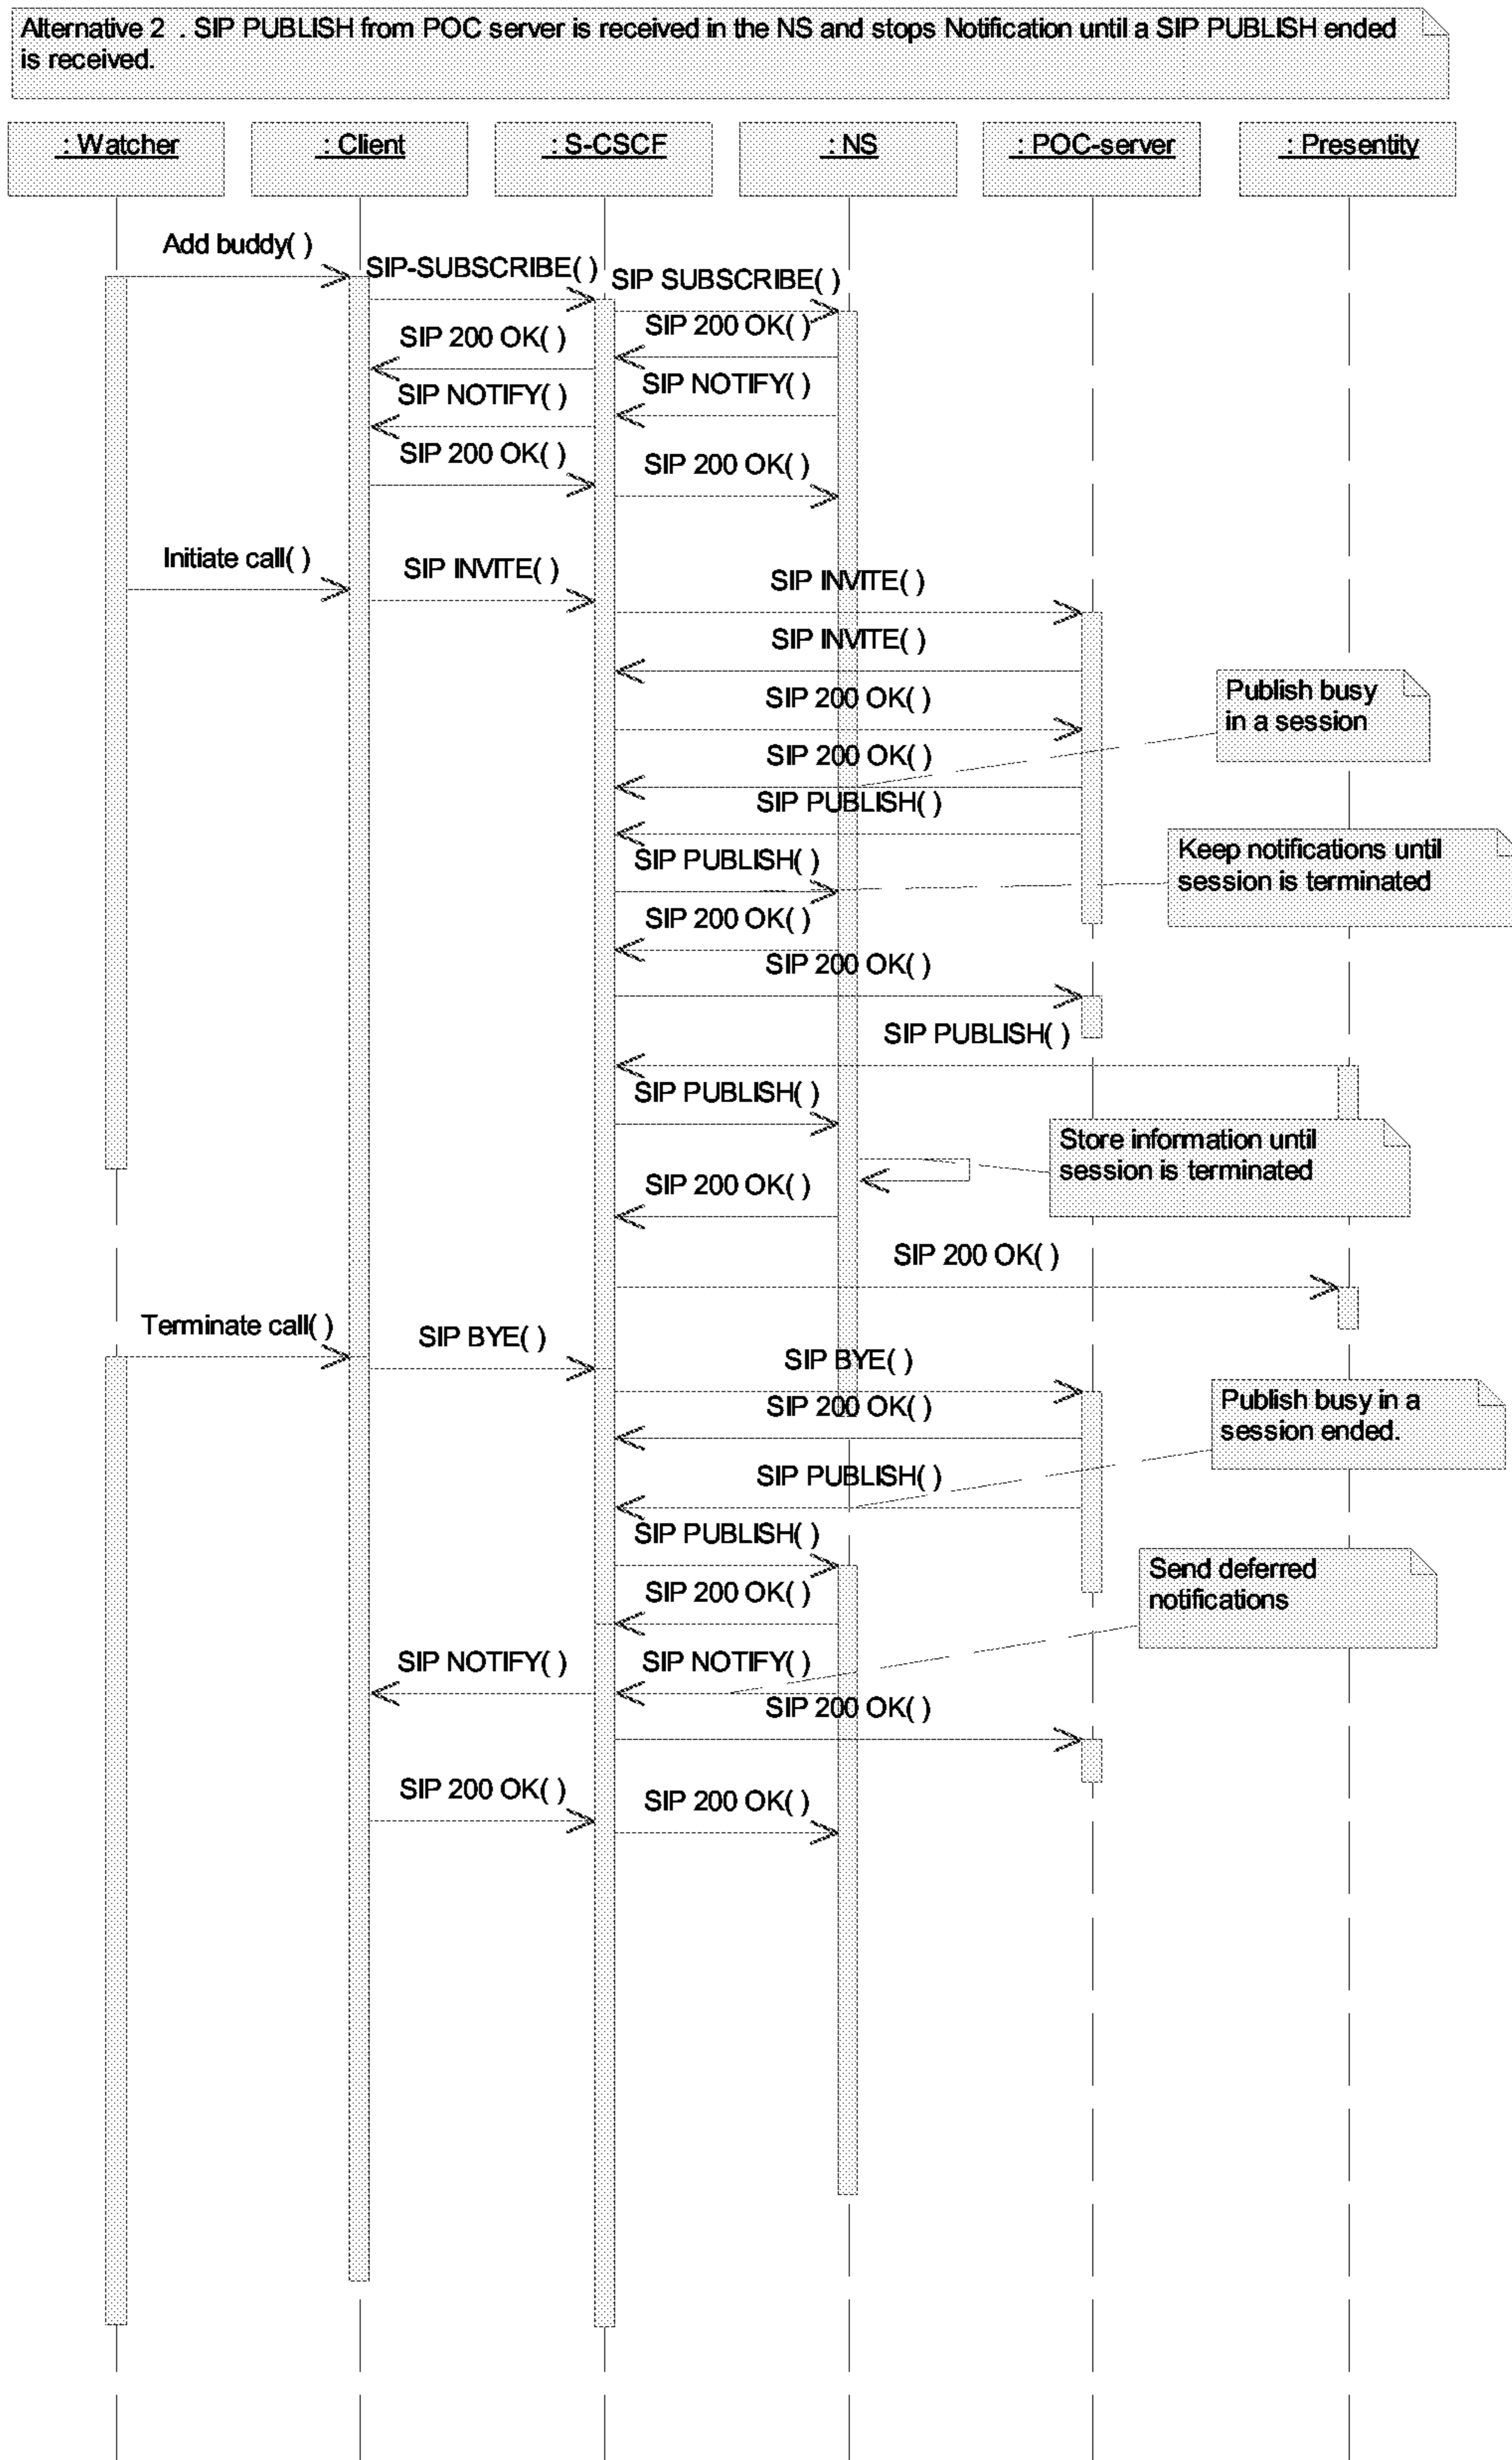 Alternative 2 . SIP PUBLISH from POC server is received in the NS and stops Notification until a SIP PUBLISH ended
is received.
: Watcher
: Client
: S-CSCF
: NS
: POC-server
: Presentity
Add buddy( )
SIP-SUBSCRIBE( )
SIP SUBSCRIBE( )
SIP 200 OK( )
SIP 200 OK( )
SIP NOTIFY( )
SIP NOTIFY( )
SIP 200 OK( )
SIP 200 OK( )
Initiate call( )
SIP INVITE( )
SIP INVITE( )
SIP INVITE( )
SIP 200 OK( )
Publish busy
in a session
SIP 200 OK( )
SIP PUBLISH( )
Keep notifications until
session is terminated
SIP PUBLISH( )
SIP 200 OK( )
SIP 200 OK( )
SIP PUBLISH( )
SIP PUBLISH( )
Store information until
session is terminated
SIP 200 OK( )
SIP 200 OK( )
Terminate call( )
SIP BYE( )
SIP BYE( )
SIP 200 OK( )
Publish busy in a
session ended.
SIP PUBLISH( )
SIP PUBLISH( )
Send deferred
notifications
SIP 200 OK( )
SIP NOTIFY( )
SIP NOTIFY( )
SIP 200 OK( )
SIP 200 OK( )
SIP 200 OK( )